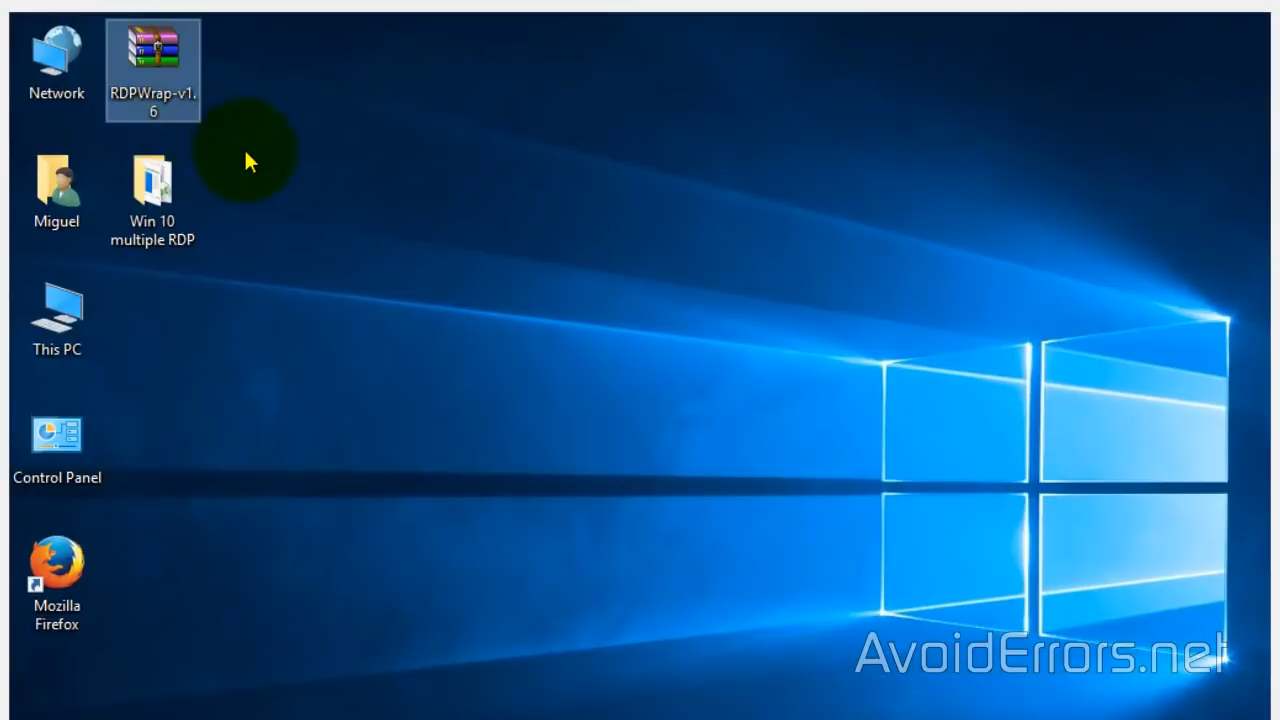 Network
RDPWrap-v1.
6
Miguel
Win 10
multiple RDP
This PC
Control Panel
Mozilla
Firefox
AvoidErrors.net